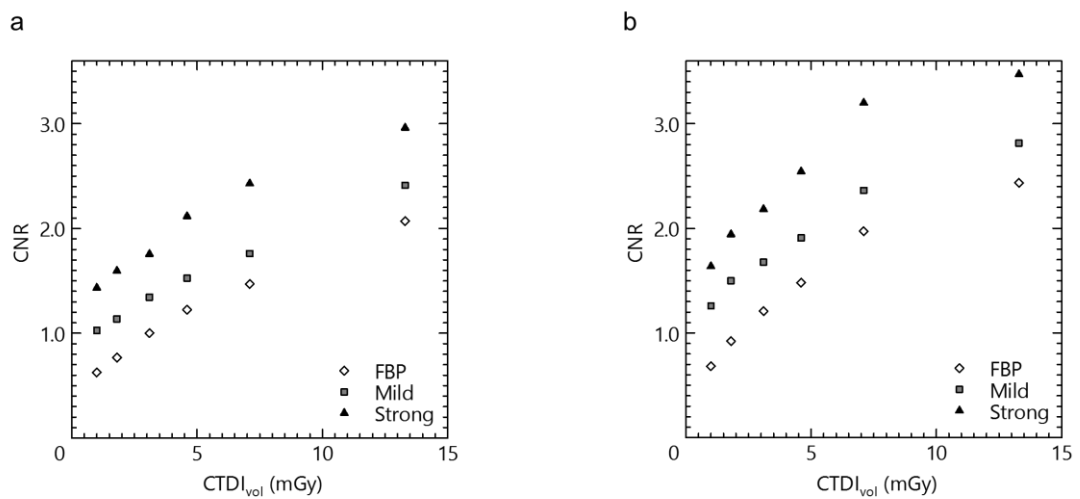 a
CNR
3.0
2.0
1.0
0
5
10
15
CTDIvol (mGy)
FBP
Mild
Strong
b
CNR
3.0
2.0
1.0
0
5
10
15
CTDIvol (mGy)
FBP
Mild
Strong